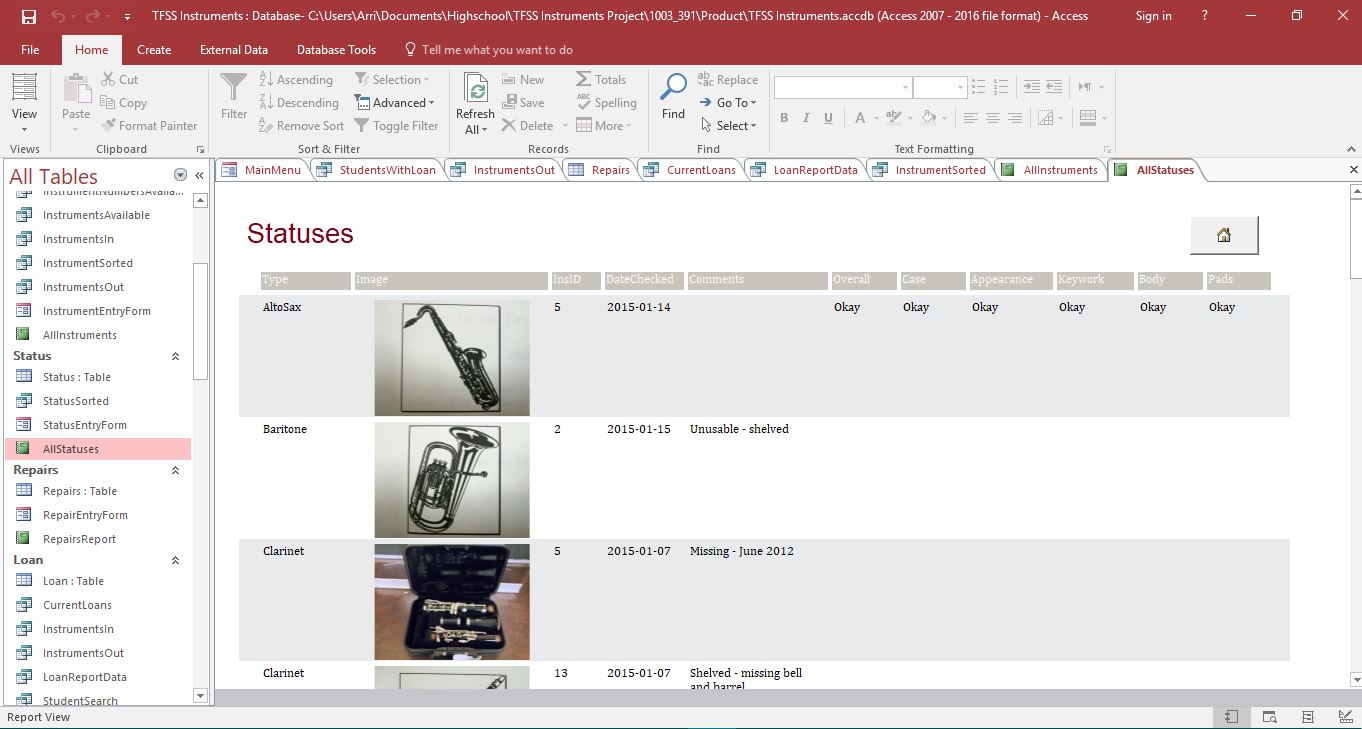 TFSS Instruments : Database- C:\Users\Arri\Documents\Highschool\TFSS Instruments Project\1003_391\Product\TFSS Instruments.accdb (Access 2007 - 2016 file format) - Access
Sign in ?
File Home Create External Data Database Tools Tell me what you want to do
View
Views
Paste
Cut
Copy
Format Painter
Clipboard
Filter
Ascending
Descending
Remove Sort
Selection
Advanced
Toggle Filter
Sort & Filter
Refresh
All
New
Save
Delete
Totals
Spelling
More
Records
Find
Replace
Go To
Select
Find
B I U
Text Formatting
All Tables
InstrumentsAvailable
InstrumentsIn
InstrumentSorted
InstrumentsOut
InstrumentEntryForm
AllInstruments
Status
Status : Table
StatusSorted
StatusEntryForm
AllStatuses
Repairs
Repairs : Table
RepairEntryForm
RepairsReport
Loan
Loan : Table
CurrentLoans
InstrumentsIn
InstrumentsOut
LoanReportData
StudentSearch
MainMenu StudentsWithLoan InstrumentsOut Repairs CurrentLoans LoanReportData InstrumentSorted AllInstruments AllStatuses
Statuses
Type Image InsID DateChecked Comments Overall Case Appearance Keywork Body Pads
AltoSax 5 2015-01-14 Okay Okay Okay Okay Okay Okay
Baritone 2 2015-01-15 Unusable - shelved
Clarinet 5 2015-01-07 Missing - June 2012
Clarinet 13 2015-01-07 Shelved - missing bell
and barrel
Report View